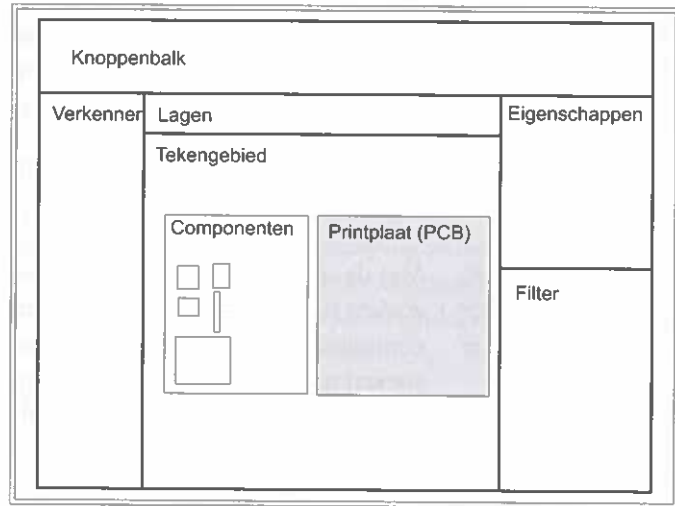 Knoppenbalk
Verkenner
Lagen
Eigenschappen
Tekengebied
Componenten
Printplaat (PCB)
Filter